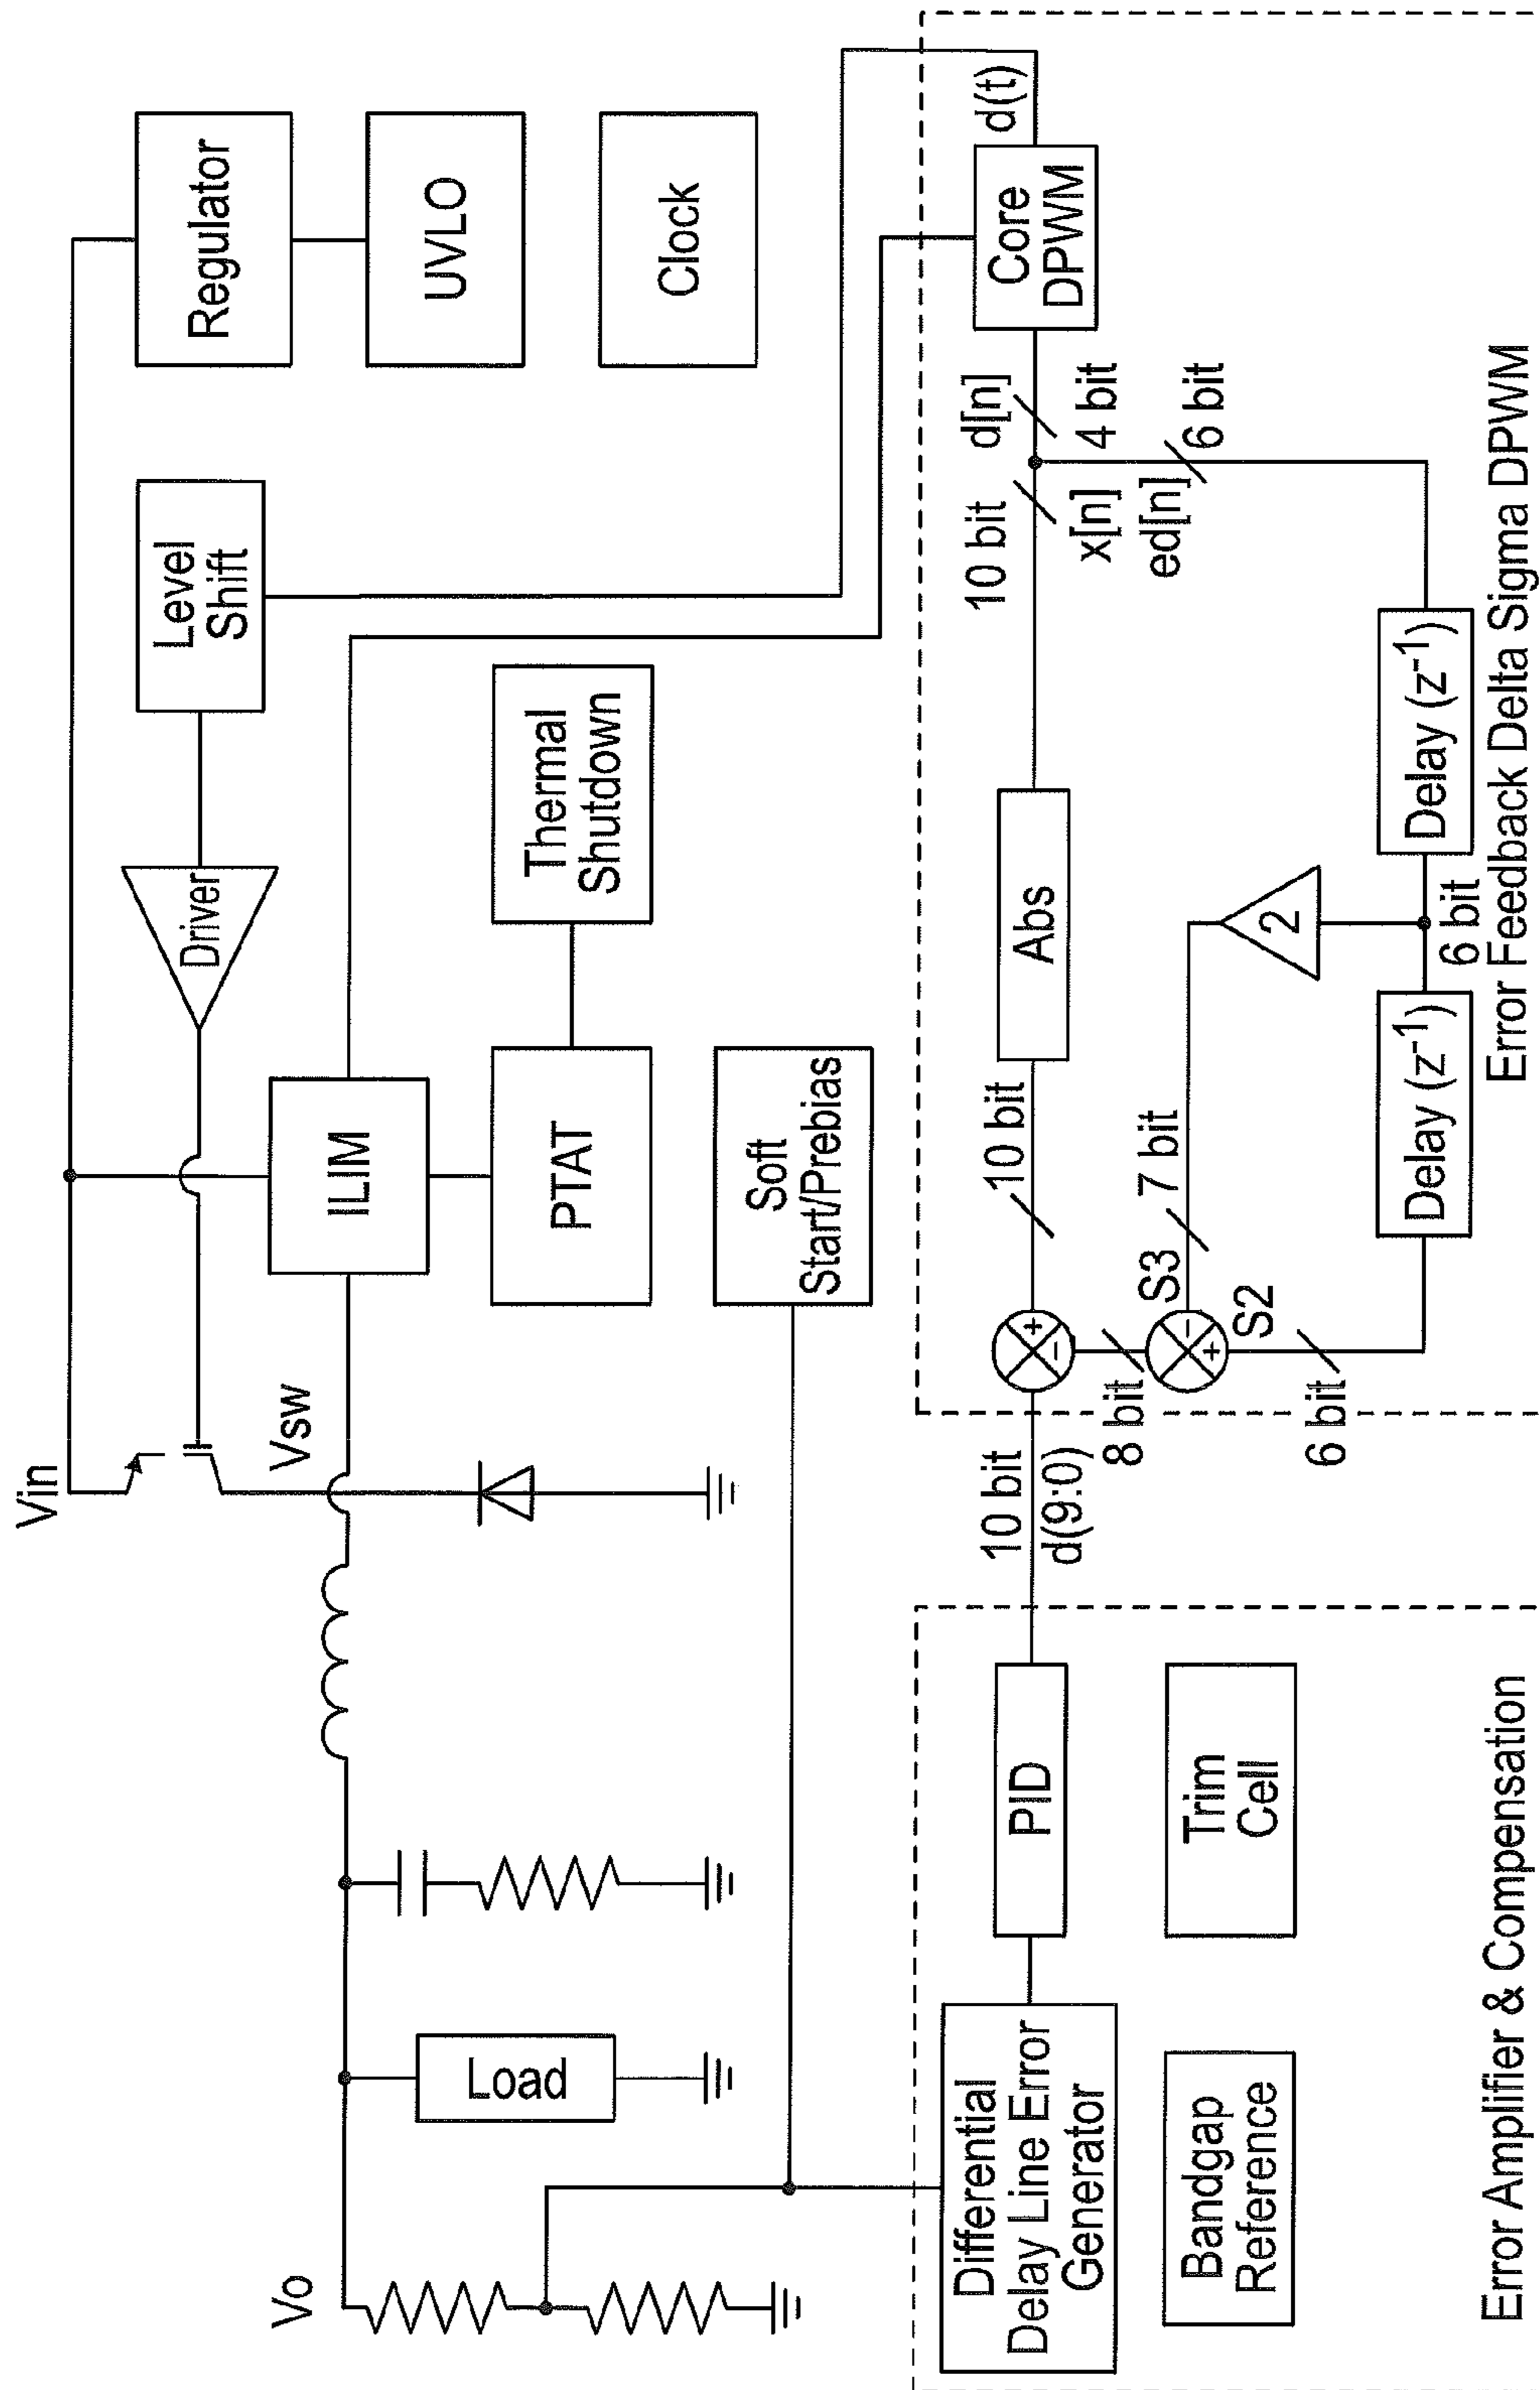 Vin
Regulator
UVLO
Clock
Level
Shift
Driver
Thermal
Shutdown
ILIM
PTAT
Soft
Start/Prebias
Vsw
Load
Vo
Differential
Delay Line Error
Generator
PID
Bandgap
Reference
Trim
Cell
Error Amplifier & Compensation
10 bit
d(9:0)
+
−
8 bit
S3
−
+
S2
6 bit
10 bit
7 bit
Abs
2
Delay (z⁻¹)
6 bit
Delay (z⁻¹)
10 bit
x[n]
ed[n]
6 bit
d[n]
4 bit
Core
DPWM
d(t)
Error Feedback Delta Sigma DPWM